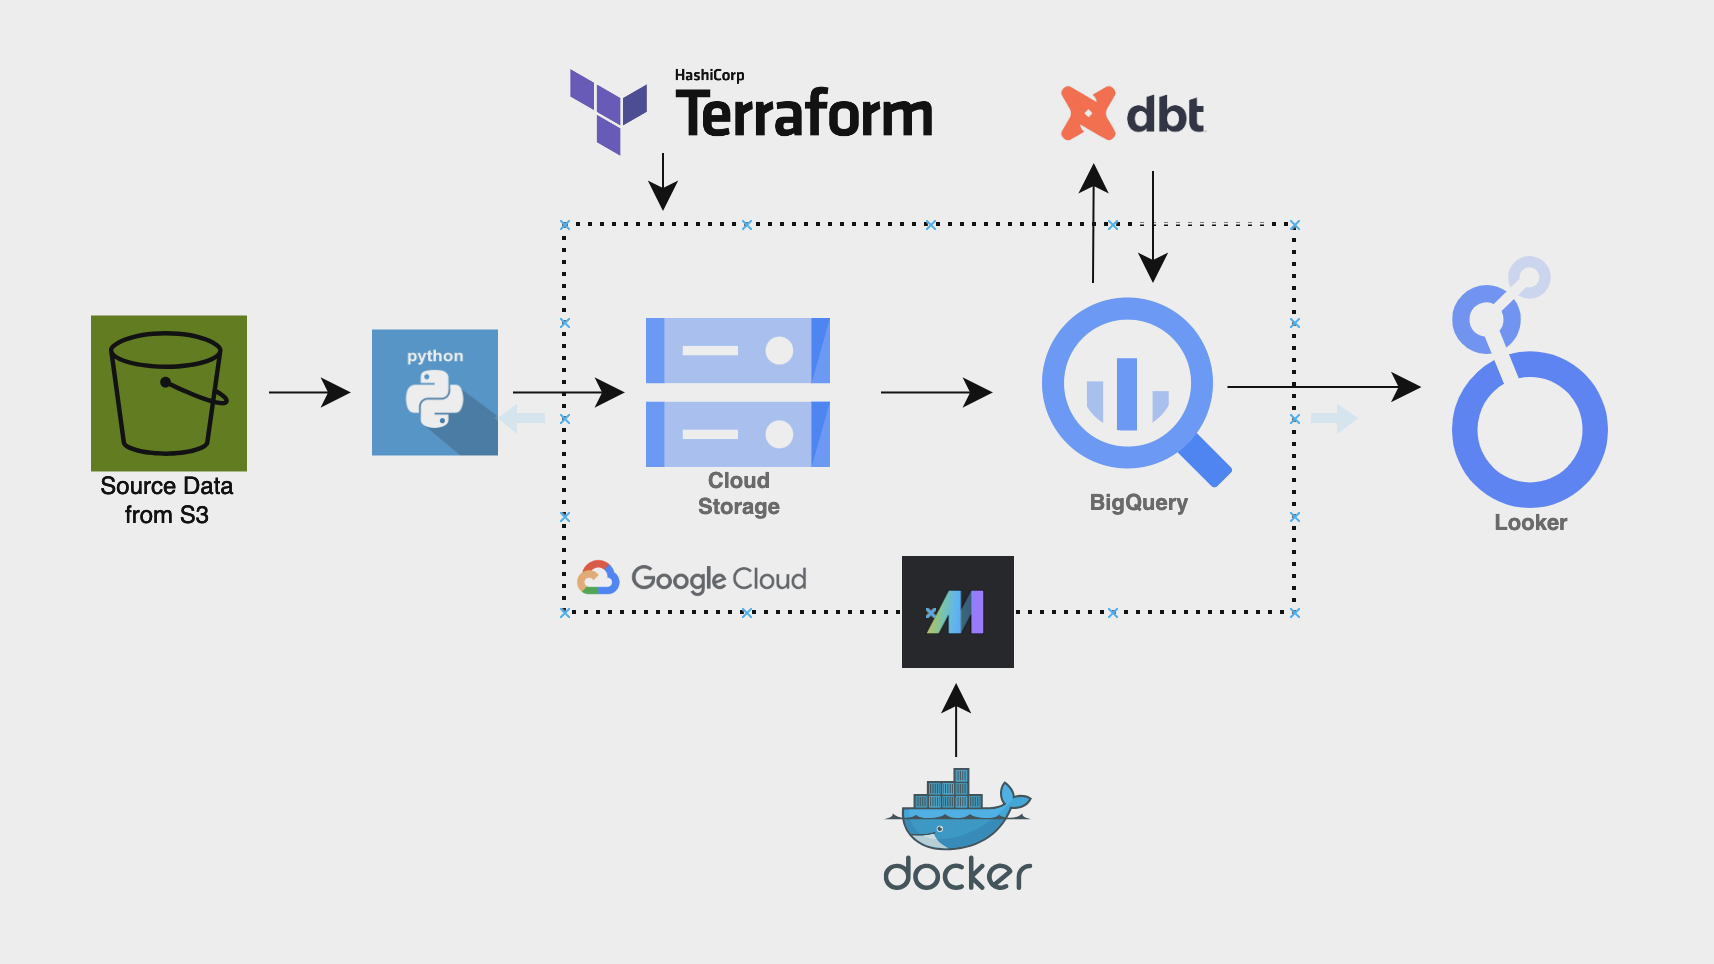 HashiCorp
Terraform
dbt
python
Source Data
from S3
Cloud
Storage
BigQuery
Looker
Google Cloud
docker